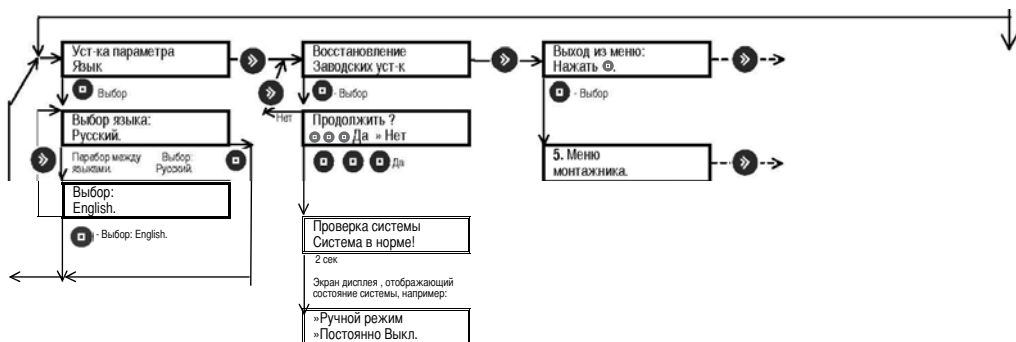 Уст-ка параметра
Язык
Выбор
Выбор языка:
Русский.
Перебор между
языками.
Выбор:
Русский.
Выбор:
English.
- Выбор: English.
Восстановление
Заводских уст-к
- Выбор
Нет
Продолжить ?
Да » Нет
Да
Проверка системы
Система в норме!
2 сек
Экран дисплея , отображающий
состояние системы, например:
»Ручной режим
»Постоянно Выкл.
Выход из меню:
Нажать ⊙.
- Выбор
5. Меню
монтажника.